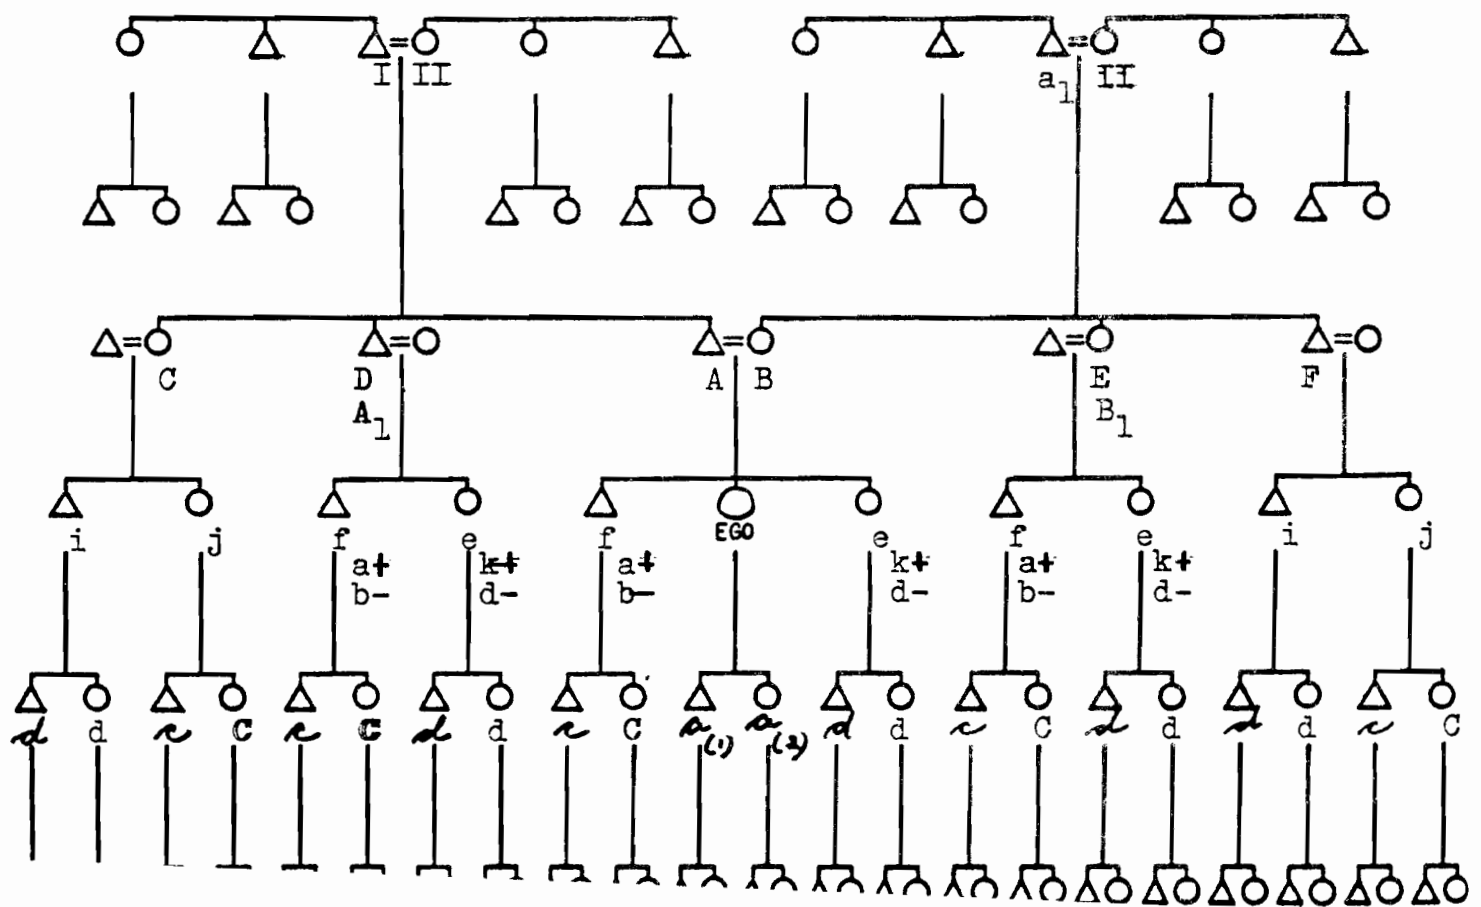 I II a₁ II
C D A B E F
A₁ B₁
i j f e f EGO e f e i j
a+ k+ a+ k+ a+ k+
b- d- b- d- b- d-
d d c C c C d d c C a a d d c C d d d d c C
(1) (2)